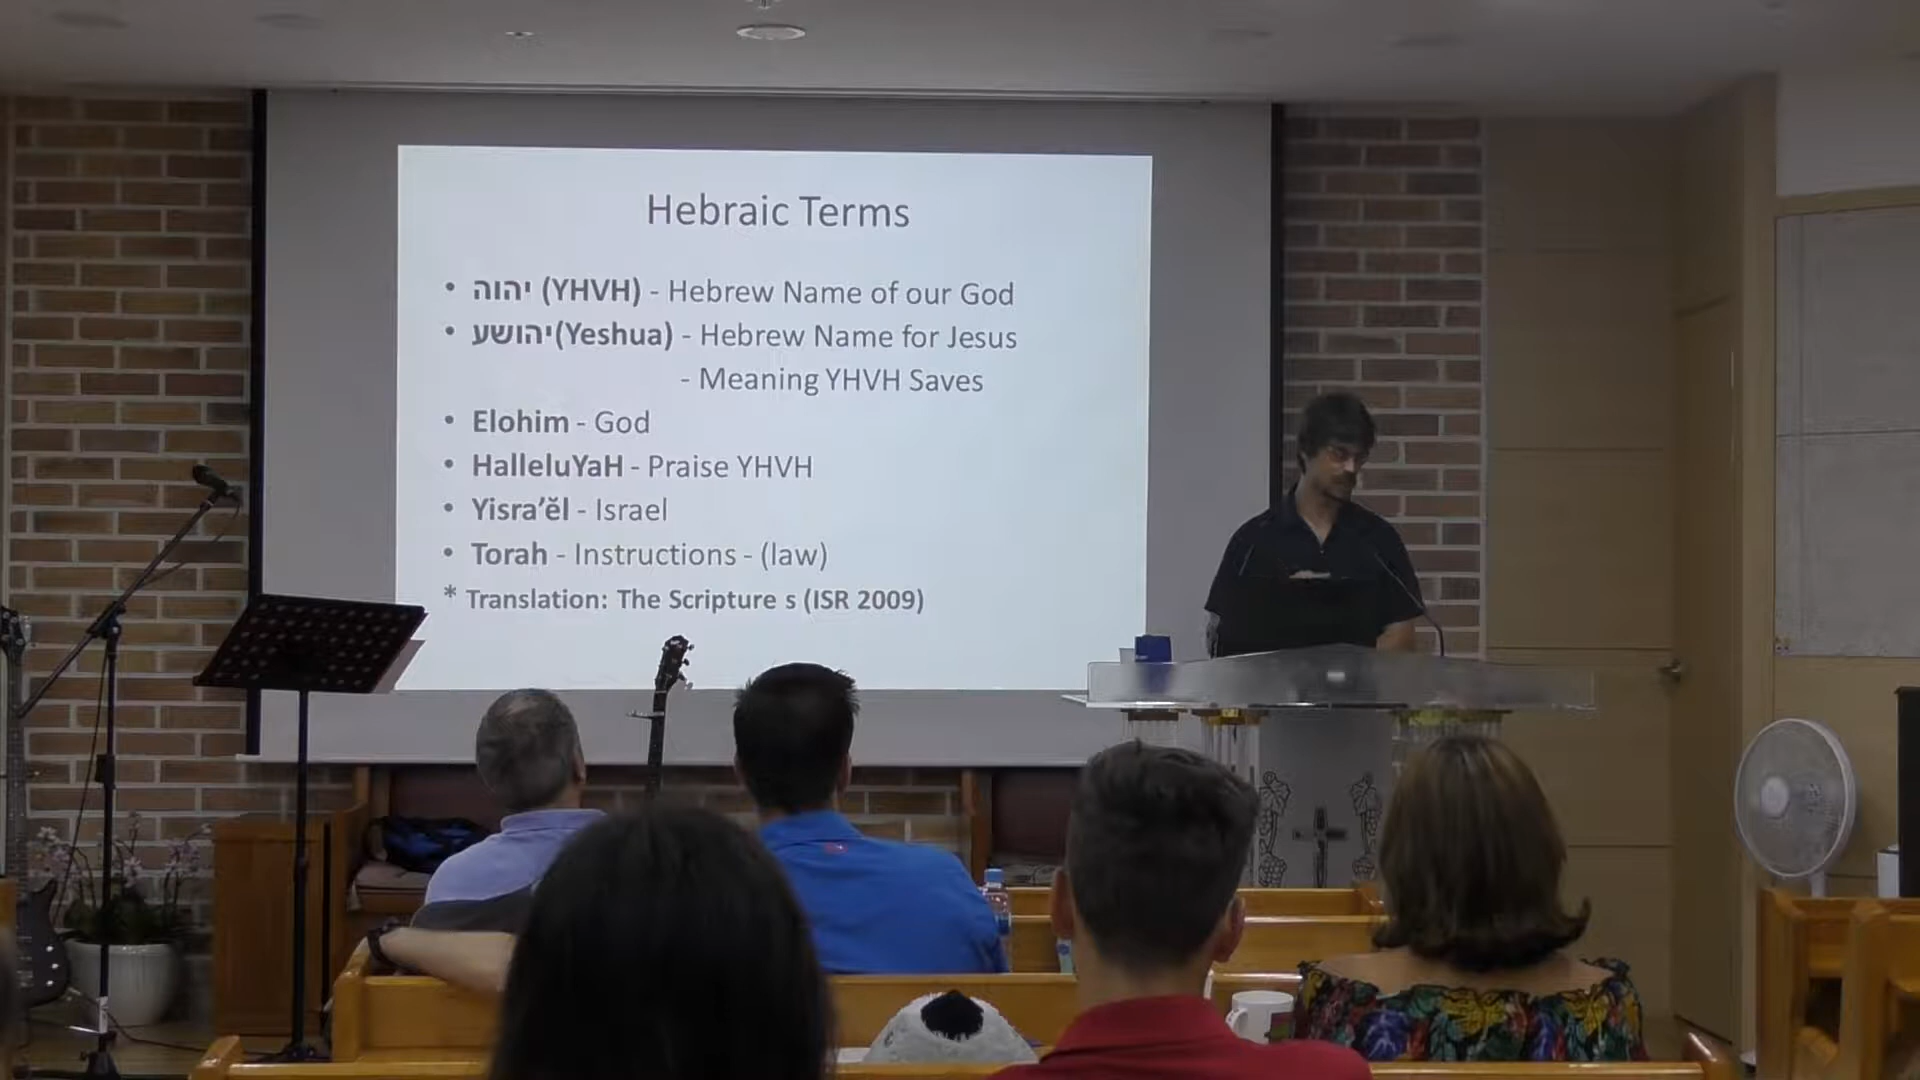 Hebraic Terms
• יהוה (YHVH) - Hebrew Name of our God
• יהושע(Yeshua) - Hebrew Name for Jesus
- Meaning YHVH Saves
• Elohim - God
• HalleluYaH - Praise YHVH
• Yisra’ĕl - Israel
• Torah - Instructions - (law)
* Translation: The Scripture s (ISR 2009)